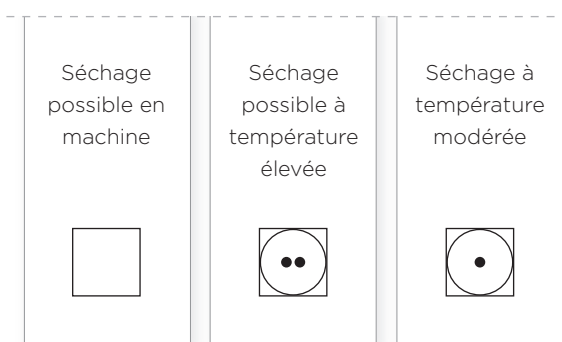 Séchage
possible en
machine
Séchage
possible à
température
élevée
Séchage à
température
modérée